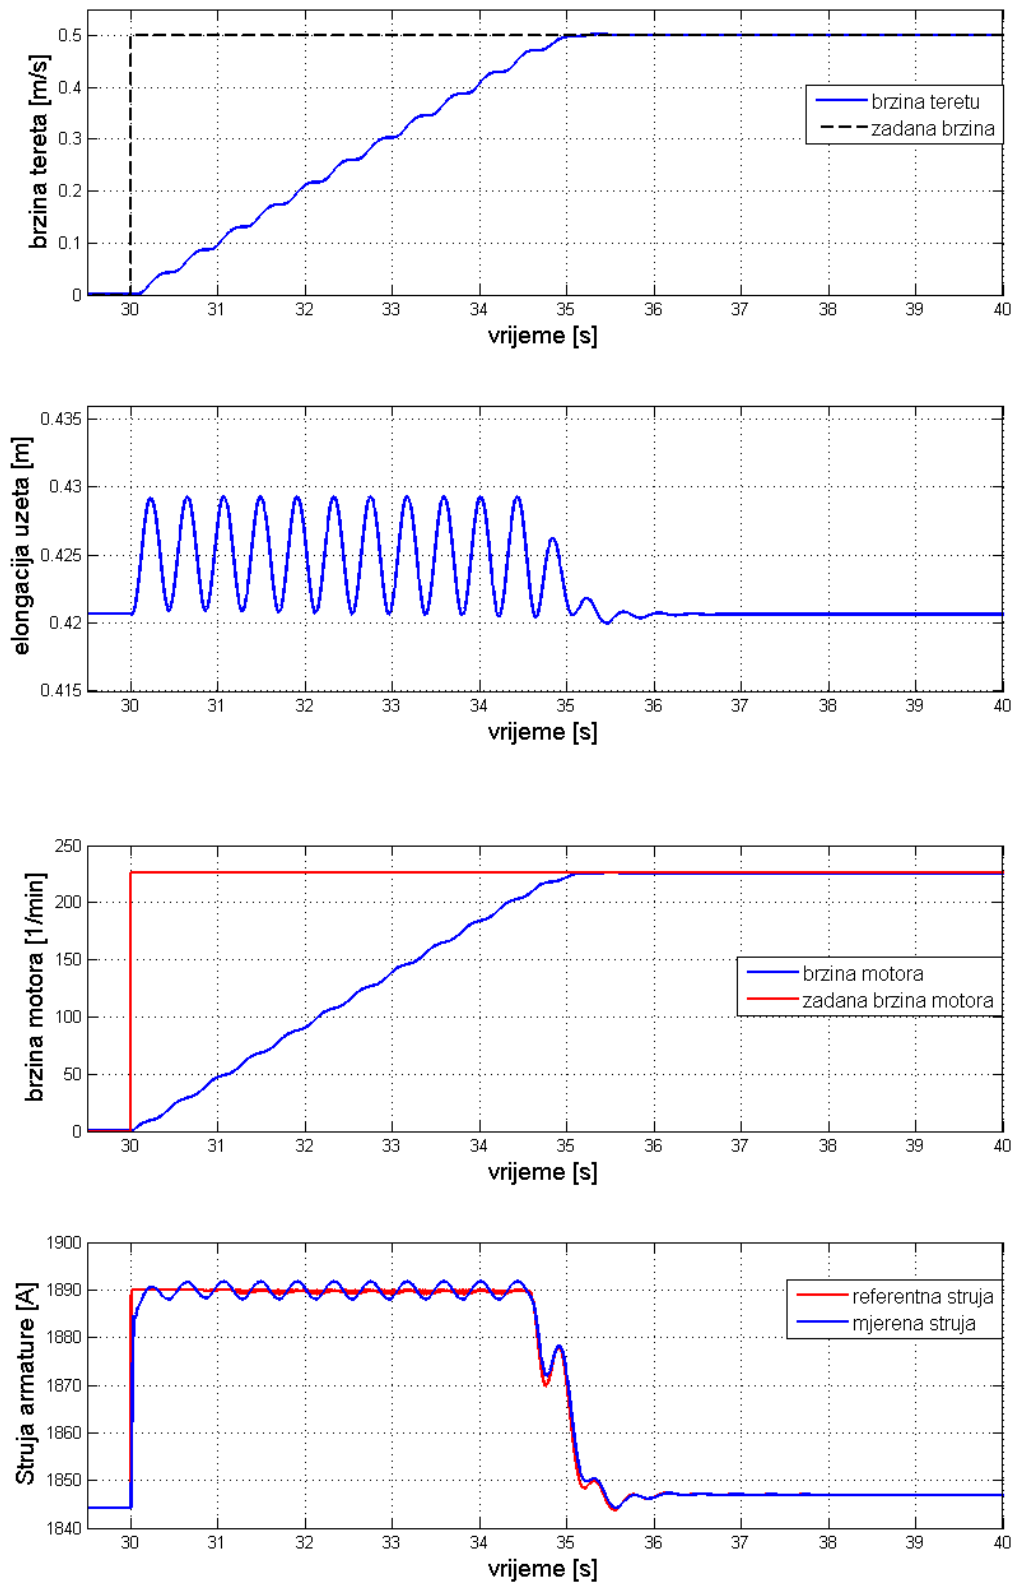 brzina tereta [m/s]
0.5
0.4
0.3
0.2
0.1
0
brzina teretu
zadana brzina
30 31 32 33 34 35 36 37 38 39 40
vrijeme [s]
elongacija uzeta [m]
0.435
0.43
0.425
0.42
0.415
30 31 32 33 34 35 36 37 38 39 40
vrijeme [s]
brzina motora [1/min]
250
200
150
100
50
0
brzina motora
zadana brzina motora
30 31 32 33 34 35 36 37 38 39 40
vrijeme [s]
Struja armature [A]
1900
1890
1880
1870
1860
1850
1840
referentna struja
mjerena struja
30 31 32 33 34 35 36 37 38 39 40
vrijeme [s]